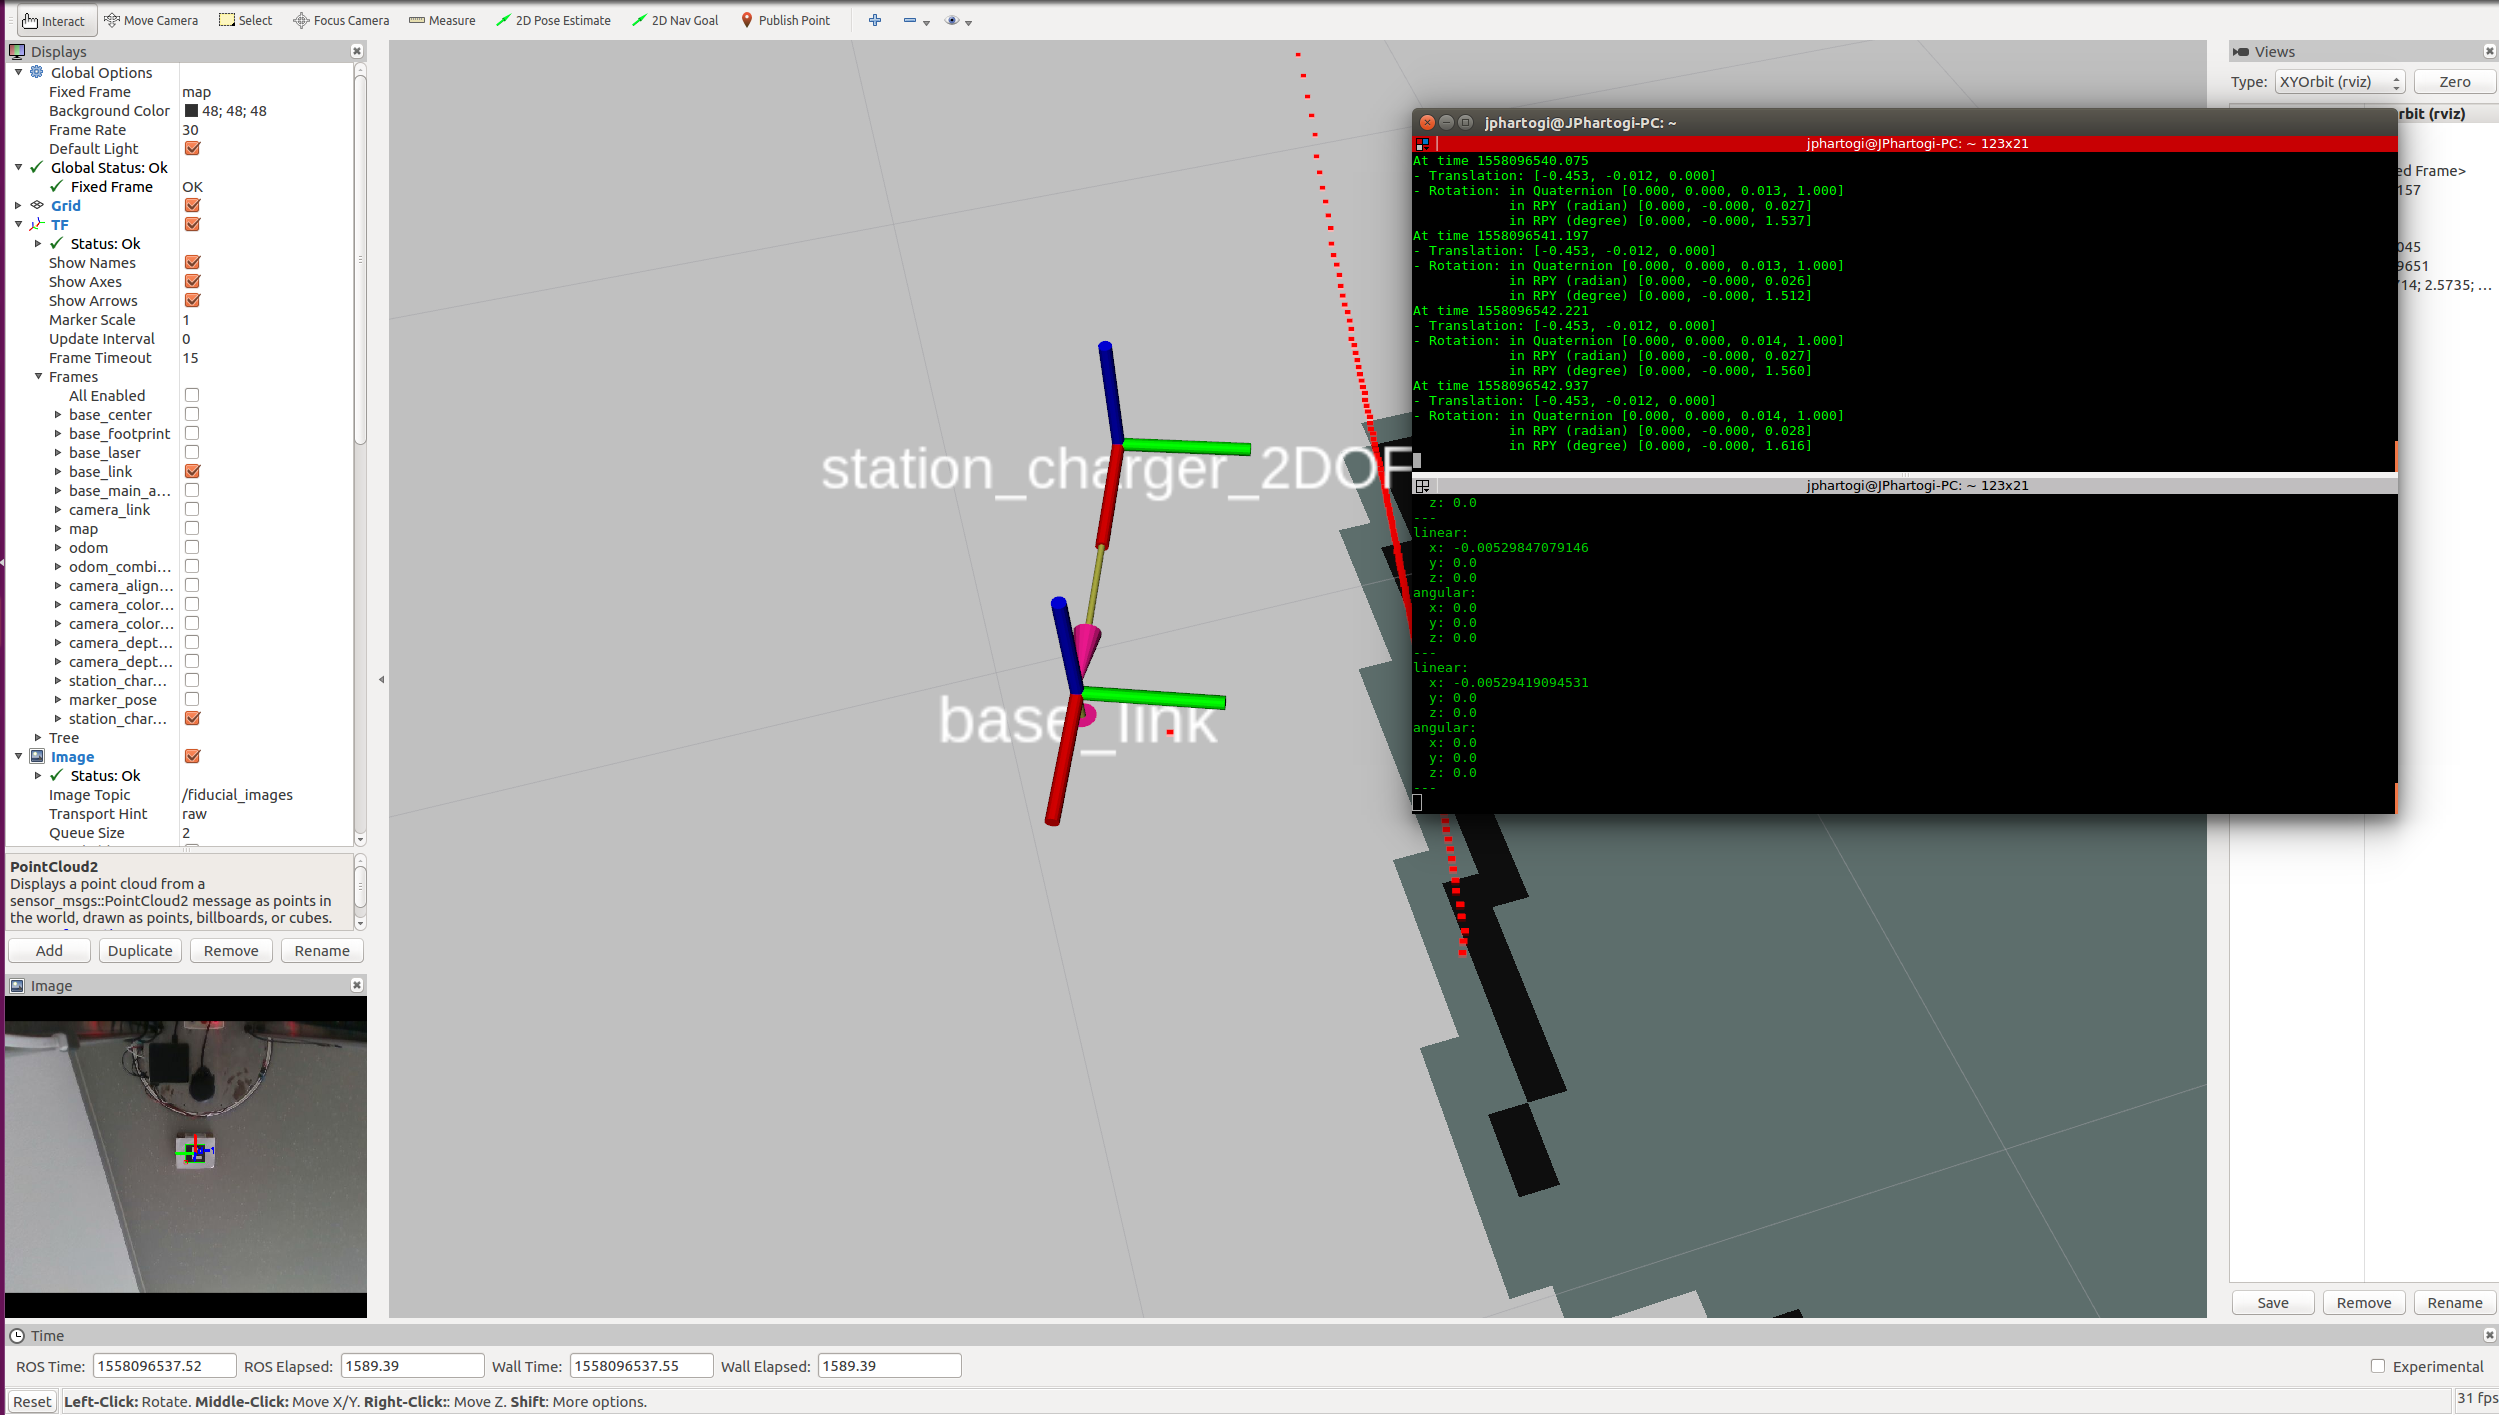 Interact Move Camera Select Focus Camera Measure 2D Pose Estimate 2D Nav Goal Publish Point
Displays
Global Options
Fixed Frame map
Background Color 48; 48; 48
Frame Rate 30
Default Light
Global Status: Ok
Fixed Frame OK
Grid
TF
Status: Ok
Show Names
Show Axes
Show Arrows
Marker Scale 1
Update Interval 0
Frame Timeout 15
Frames
All Enabled
base_center
base_footprint
base_laser
base_link
base_main_a...
camera_link
map
odom
odom_combi...
camera_align...
camera_color...
camera_color...
camera_dept...
camera_dept...
station_char...
marker_pose
station_char...
Tree
Image
Status: Ok
Image Topic /fiducial_images
Transport Hint raw
Queue Size 2
PointCloud2
Displays a point cloud from a
sensor_msgs::PointCloud2 message as points in
the world, drawn as points, billboards, or cubes.
Add Duplicate Remove Rename
Image
station_charger_2DOF
base_link
jphartogi@JPhartogi-PC: ~
jphartogi@JPhartogi-PC: ~ 123x21
At time 1558096540.075
- Translation: [-0.453, -0.012, 0.000]
- Rotation: in Quaternion [0.000, 0.000, 0.013, 1.000]
in RPY (radian) [0.000, -0.000, 0.027]
in RPY (degree) [0.000, -0.000, 1.537]
At time 1558096541.197
- Translation: [-0.453, -0.012, 0.000]
- Rotation: in Quaternion [0.000, 0.000, 0.013, 1.000]
in RPY (radian) [0.000, -0.000, 0.026]
in RPY (degree) [0.000, -0.000, 1.512]
At time 1558096542.221
- Translation: [-0.453, -0.012, 0.000]
- Rotation: in Quaternion [0.000, 0.000, 0.014, 1.000]
in RPY (radian) [0.000, -0.000, 0.027]
in RPY (degree) [0.000, -0.000, 1.560]
At time 1558096542.937
- Translation: [-0.453, -0.012, 0.000]
- Rotation: in Quaternion [0.000, 0.000, 0.014, 1.000]
in RPY (radian) [0.000, -0.000, 0.028]
in RPY (degree) [0.000, -0.000, 1.616]
jphartogi@JPhartogi-PC: ~ 123x21
z: 0.0
---
linear:
x: -0.00529847079146
y: 0.0
z: 0.0
angular:
x: 0.0
y: 0.0
z: 0.0
---
linear:
x: -0.00529419094531
y: 0.0
z: 0.0
angular:
x: 0.0
y: 0.0
z: 0.0
---
Views
Type: XYOrbit (rviz) Zero
rbit (rviz)
ed Frame>
157
045
9651
714; 2.5735; ...
Save Remove Rename
Time
ROS Time: 1558096537.52 ROS Elapsed: 1589.39 Wall Time: 1558096537.55 Wall Elapsed: 1589.39 Experimental
Reset Left-Click: Rotate. Middle-Click: Move X/Y. Right-Click:: Move Z. Shift: More options. 31 fps